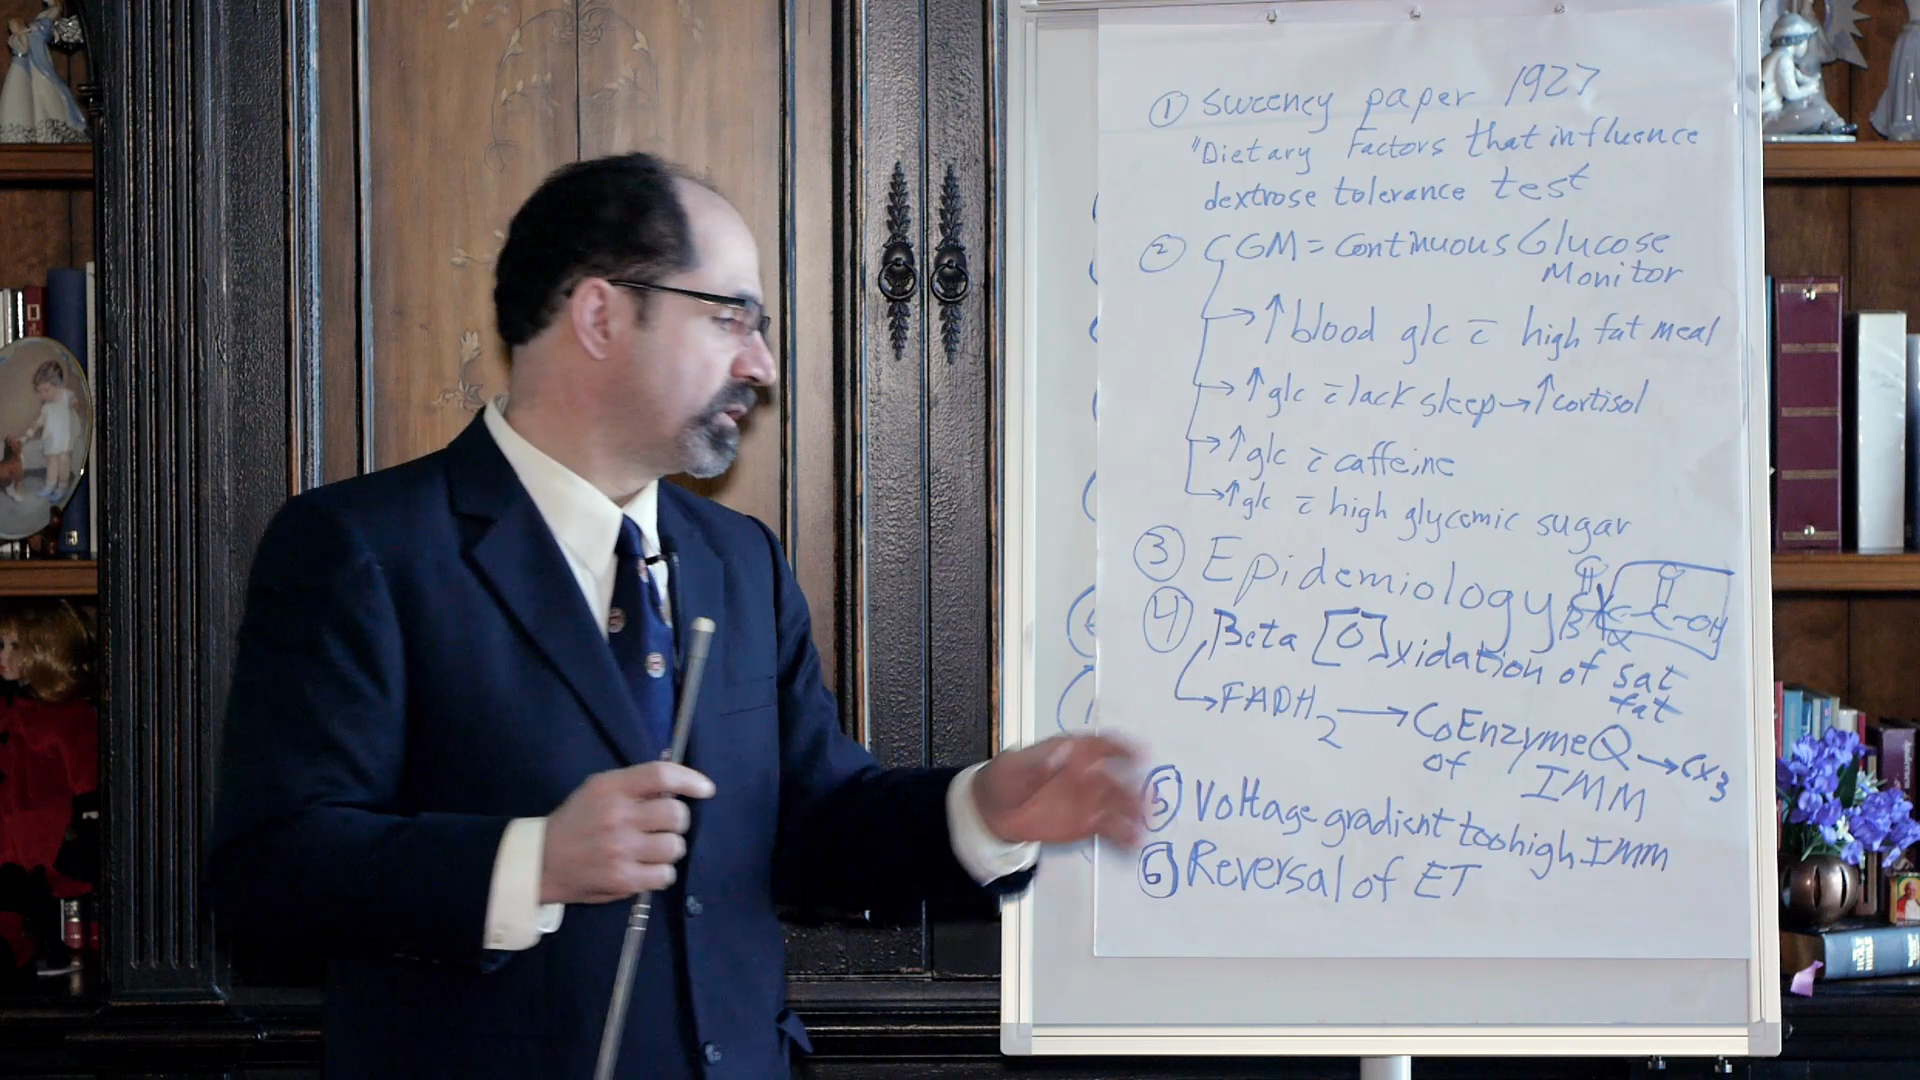 ① Sweeney paper 1927
"Dietary Factors that influence
dextrose tolerance test
② CGM = Continuous Glucose
Monitor
→ ↑ blood glc c̄ high fat meal
→ ↑ glc c̄ lack sleep → ↑ cortisol
→ ↑ glc c̄ caffeine
→ ↑ glc c̄ high glycemic sugar
③ Epidemiology
④ Beta [O]xidation of sat
fat
→ FADH2 → CoEnzymeQ → Cx3
of IMM
⑤ Voltage gradient too high IMM
⑥ Reversal of ET
HOLY BIBLE